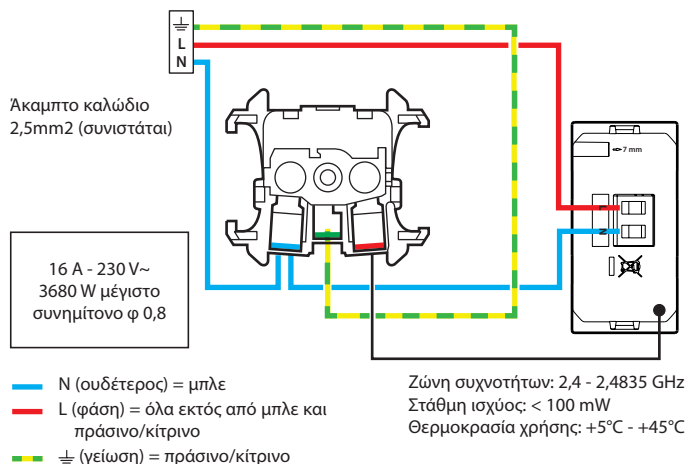 ⏚
L
N
Άκαμπτο καλώδιο
2,5mm2 (συνιστάται)
7 mm
L
N
16 A - 230 V~
3680 W μέγιστο
συνημίτονο φ 0,8
N (ουδέτερος) = μπλε
L (φάση) = όλα εκτός από μπλε και
πράσινο/κίτρινο
⏚ (γείωση) = πράσινο/κίτρινο
Ζώνη συχνοτήτων: 2,4 - 2,4835 GHz
Στάθμη ισχύος: < 100 mW
Θερμοκρασία χρήσης: +5°C - +45°C